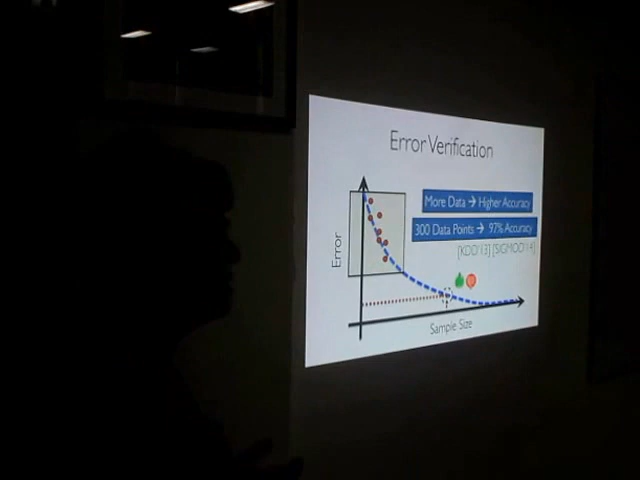 Error Verification
More Data → Higher Accuracy
300 Data Points → 97% Accuracy
[KDD'13] [SIGMOD'14]
Error
Sample Size